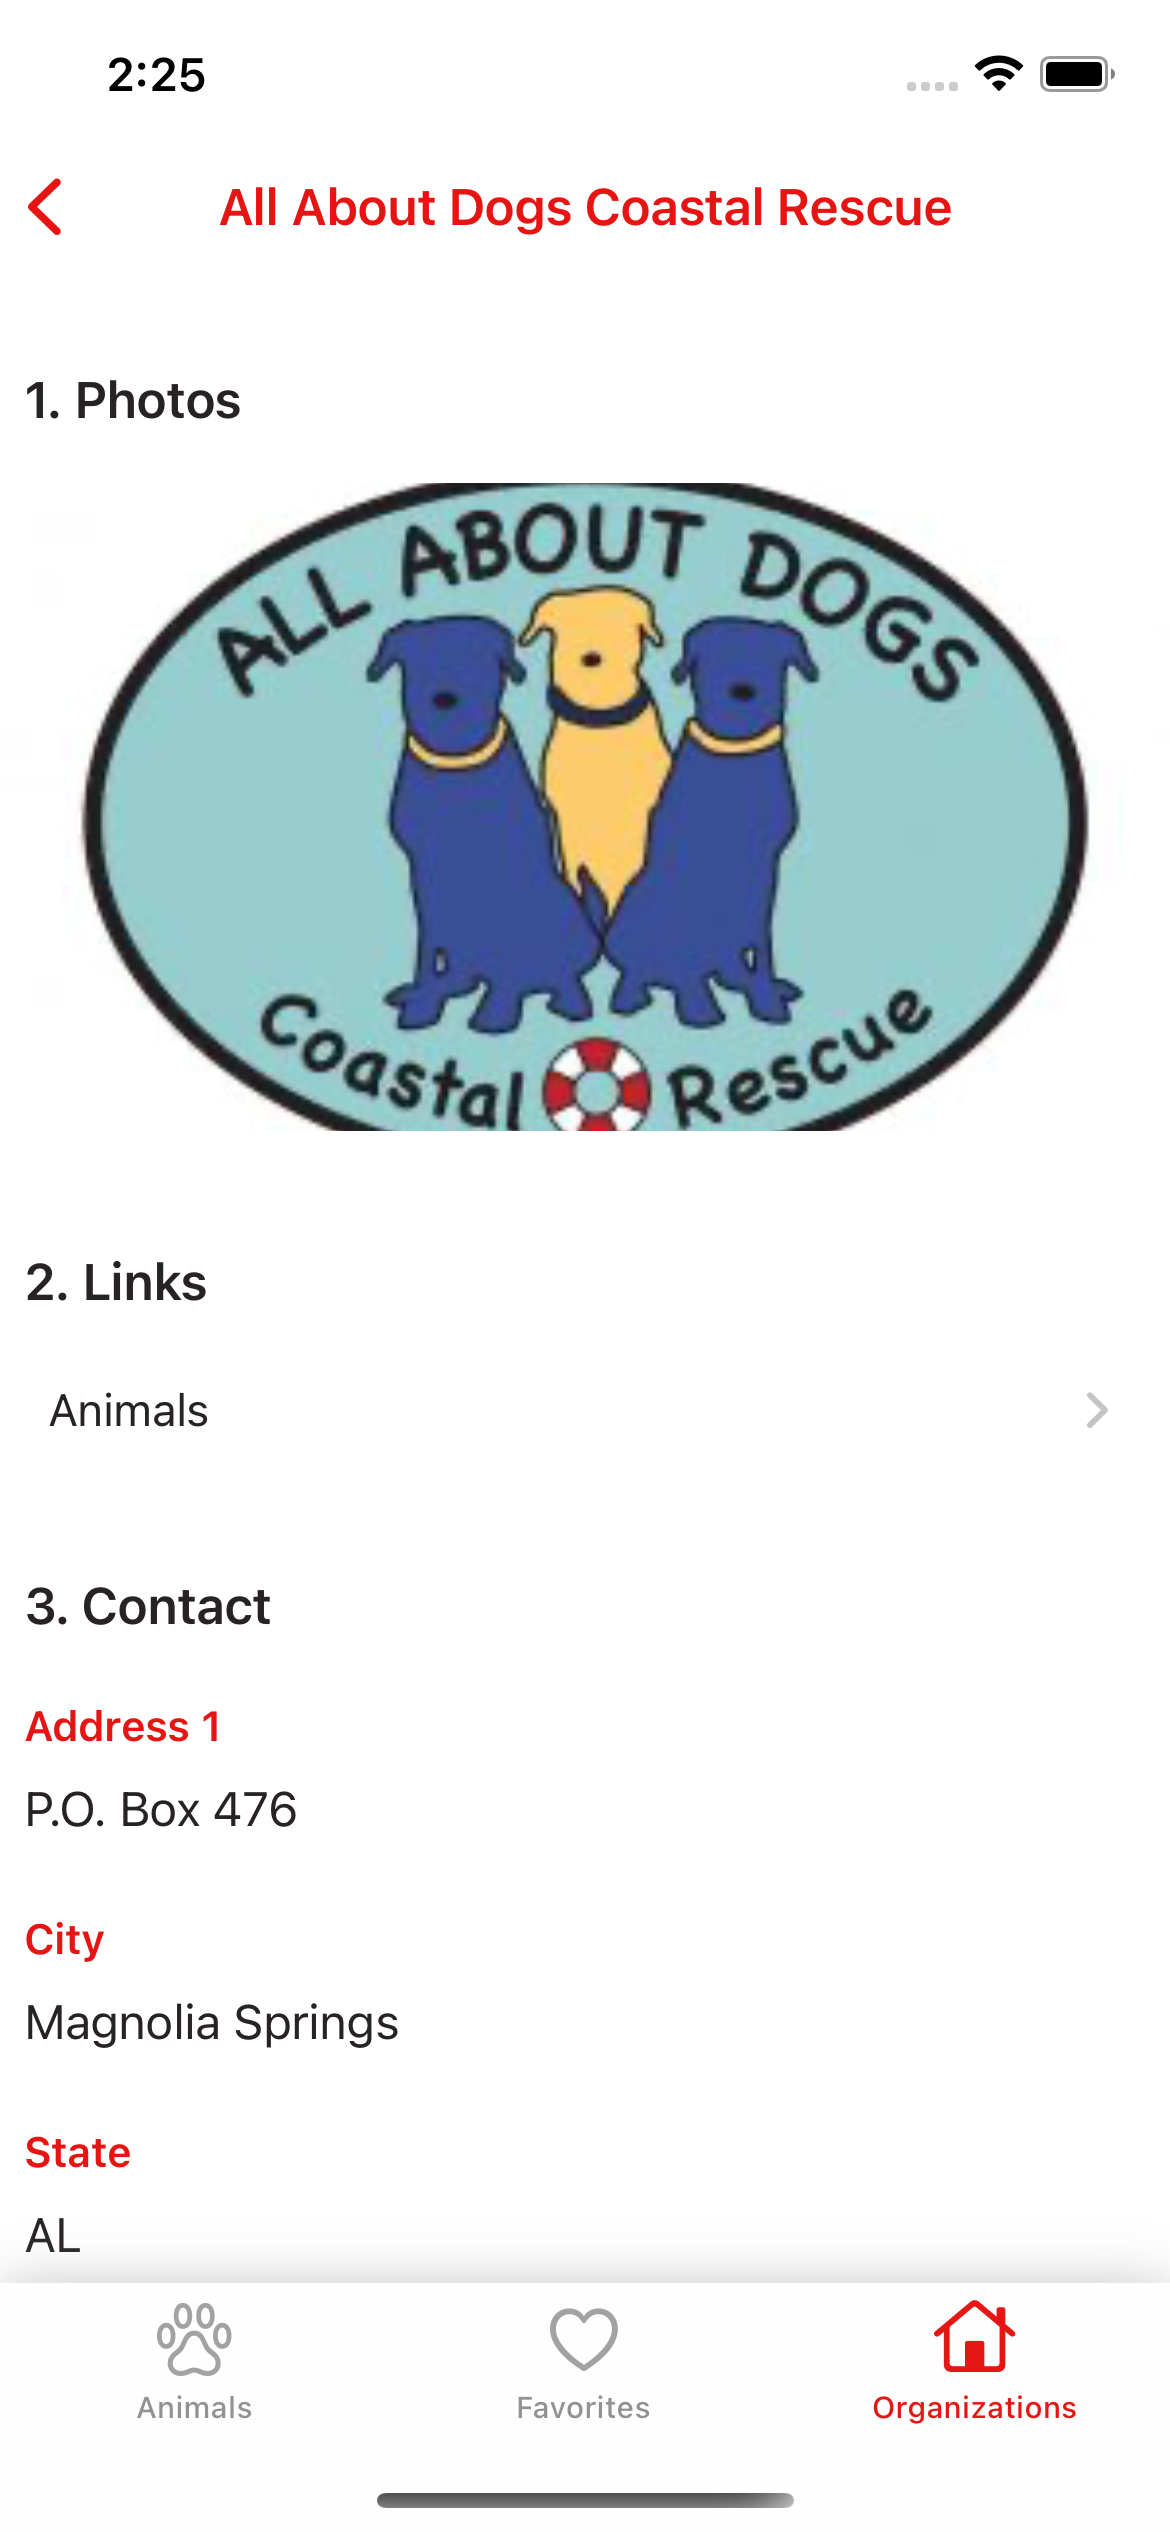 2:25
All About Dogs Coastal Rescue
1. Photos
ALL ABOUT DOGS
Coastal Rescue
2. Links
Animals
3. Contact
Address 1
P.O. Box 476
City
Magnolia Springs
State
AL
Animals
Favorites
Organizations